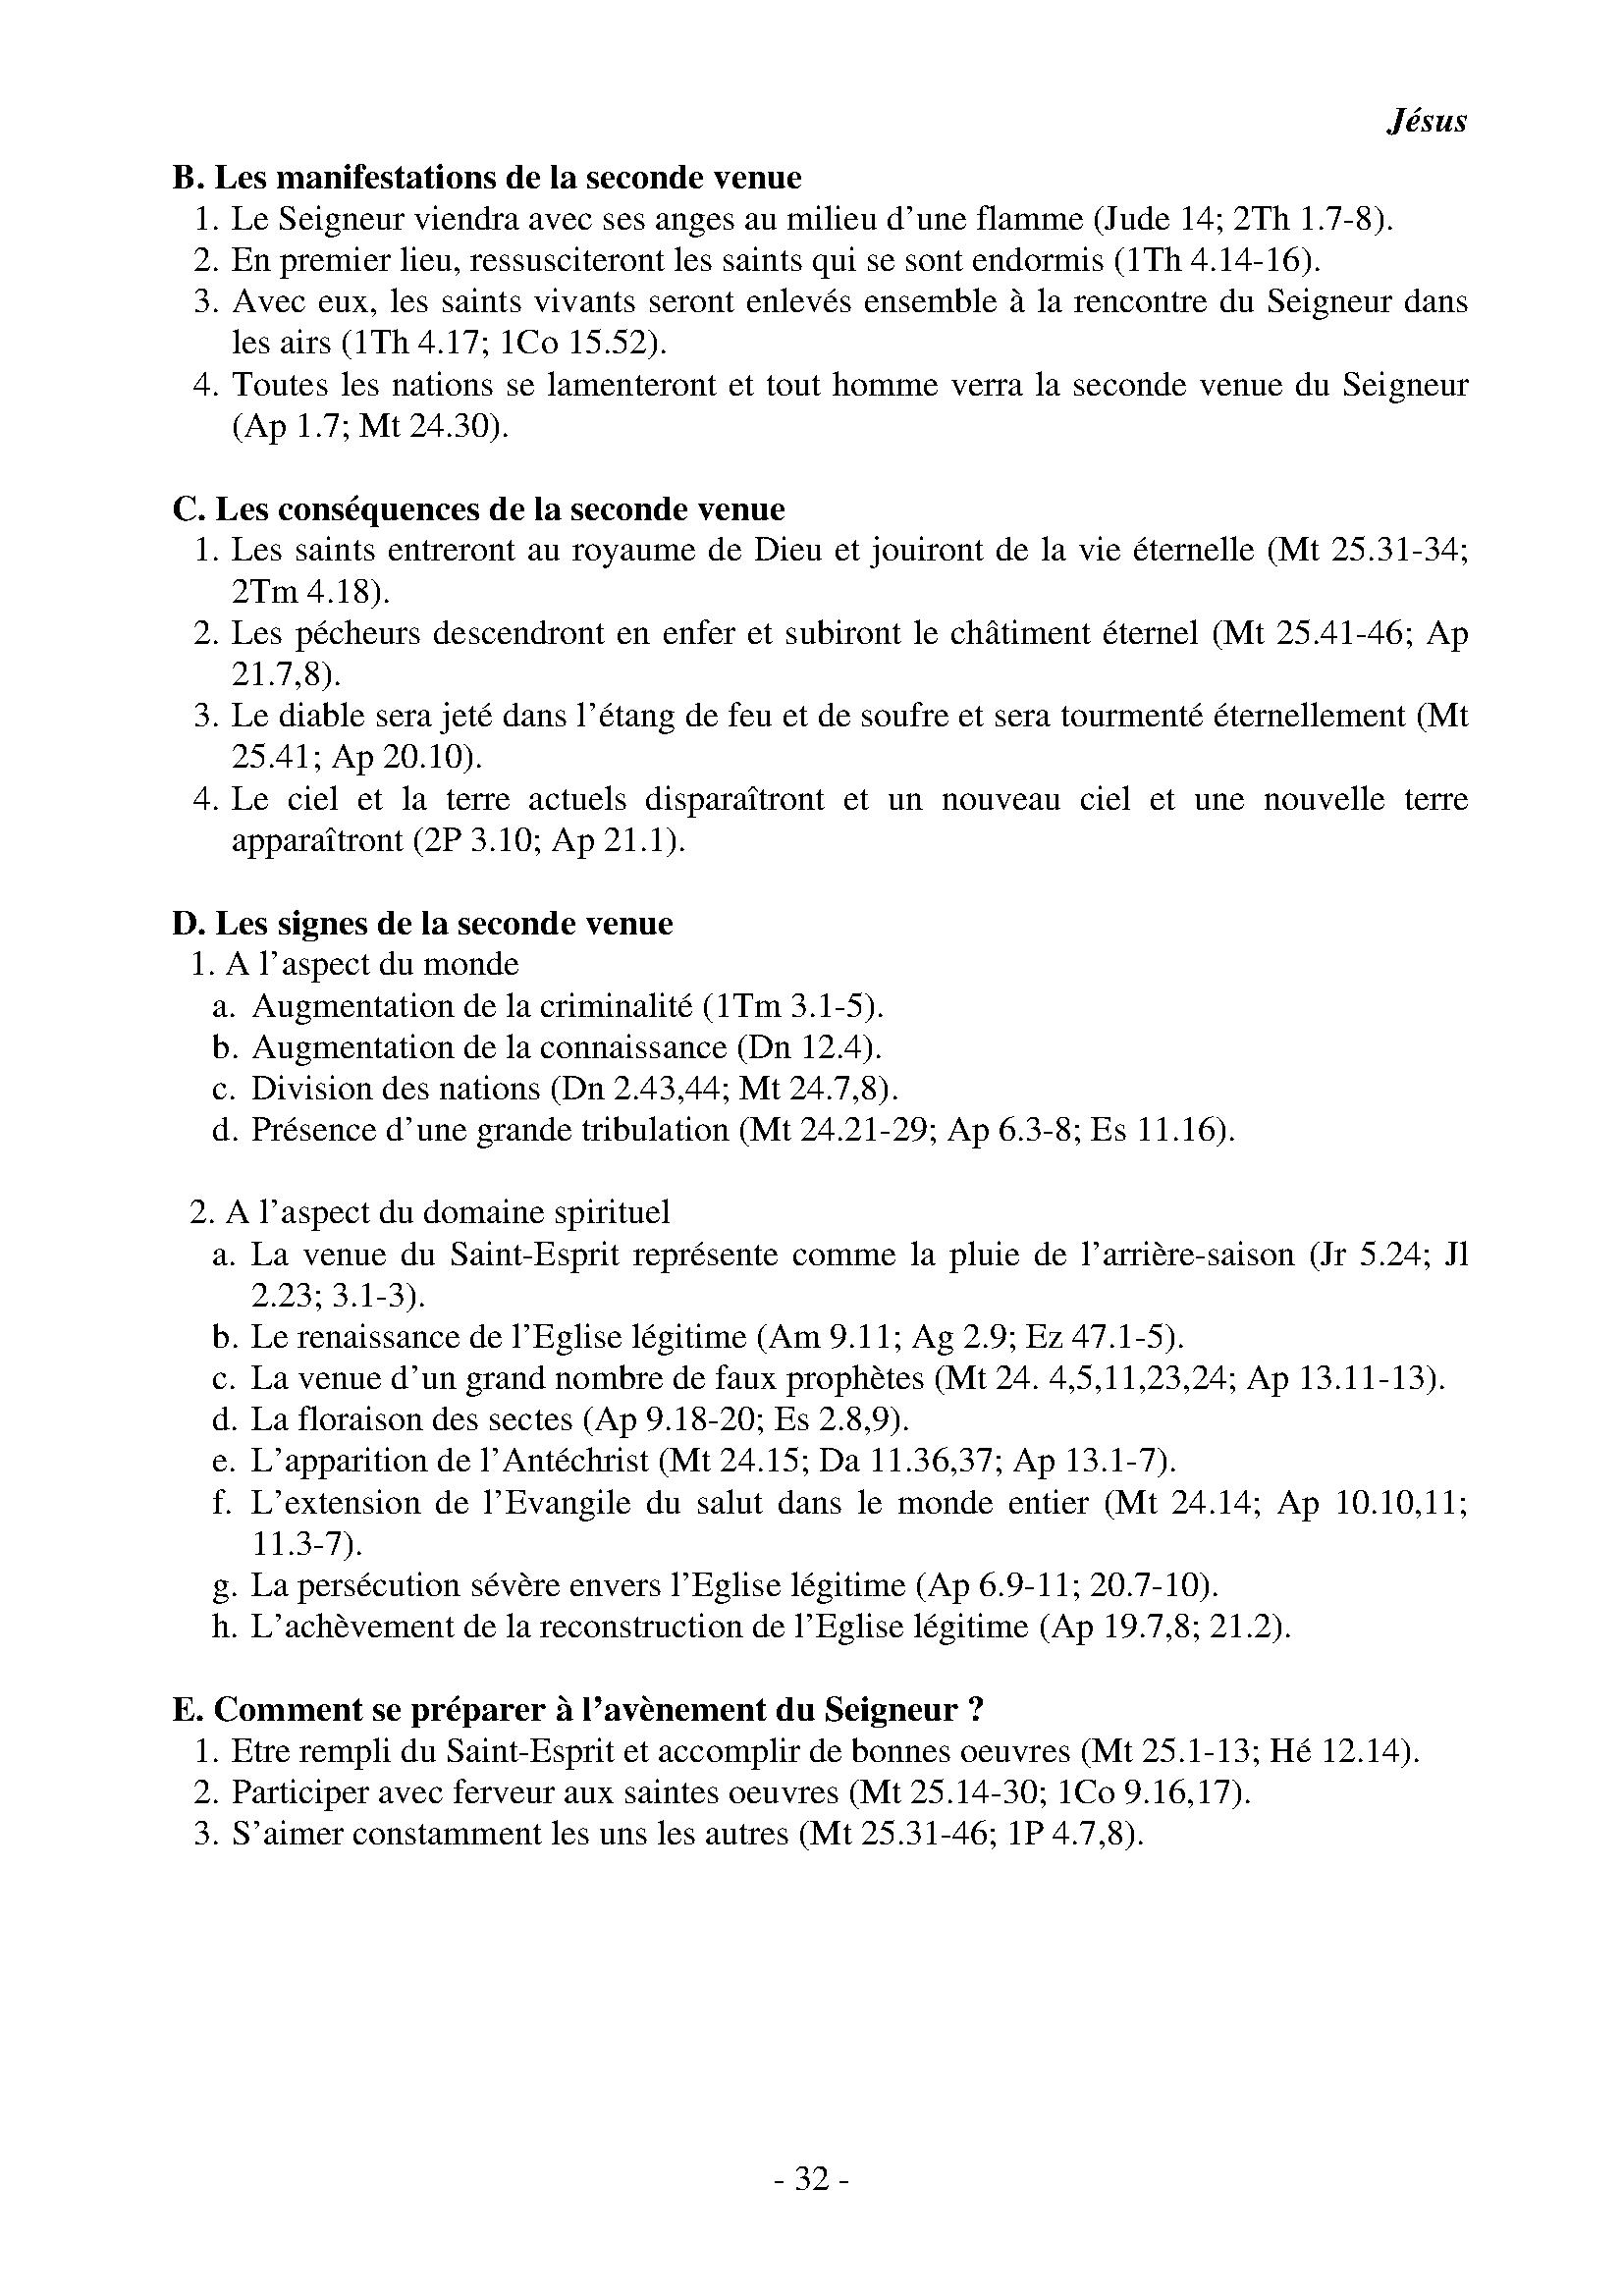 Jésus
B. Les manifestations de la seconde venue
1. Le Seigneur viendra avec ses anges au milieu d’une flamme (Jude 14; 2Th 1.7-8).
2. En premier lieu, ressusciteront les saints qui se sont endormis (1Th 4.14-16).
3. Avec eux, les saints vivants seront enlevés ensemble à la rencontre du Seigneur dans
les airs (1Th 4.17; 1Co 15.52).
4. Toutes les nations se lamenteront et tout homme verra la seconde venue du Seigneur
(Ap 1.7; Mt 24.30).
C. Les conséquences de la seconde venue
1. Les saints entreront au royaume de Dieu et jouiront de la vie éternelle (Mt 25.31-34;
2Tm 4.18).
2. Les pécheurs descendront en enfer et subiront le châtiment éternel (Mt 25.41-46; Ap
21.7,8).
3. Le diable sera jeté dans l’étang de feu et de soufre et sera tourmenté éternellement (Mt
25.41; Ap 20.10).
4. Le ciel et la terre actuels disparaîtront et un nouveau ciel et une nouvelle terre
apparaîtront (2P 3.10; Ap 21.1).
D. Les signes de la seconde venue
1. A l’aspect du monde
a. Augmentation de la criminalité (1Tm 3.1-5).
b. Augmentation de la connaissance (Dn 12.4).
c. Division des nations (Dn 2.43,44; Mt 24.7,8).
d. Présence d’une grande tribulation (Mt 24.21-29; Ap 6.3-8; Es 11.16).
2. A l’aspect du domaine spirituel
a. La venue du Saint-Esprit représente comme la pluie de l’arrière-saison (Jr 5.24; Jl
2.23; 3.1-3).
b. Le renaissance de l’Eglise légitime (Am 9.11; Ag 2.9; Ez 47.1-5).
c. La venue d’un grand nombre de faux prophètes (Mt 24. 4,5,11,23,24; Ap 13.11-13).
d. La floraison des sectes (Ap 9.18-20; Es 2.8,9).
e. L’apparition de l’Antéchrist (Mt 24.15; Da 11.36,37; Ap 13.1-7).
f. L’extension de l’Evangile du salut dans le monde entier (Mt 24.14; Ap 10.10,11;
11.3-7).
g. La persécution sévère envers l’Eglise légitime (Ap 6.9-11; 20.7-10).
h. L’achèvement de la reconstruction de l’Eglise légitime (Ap 19.7,8; 21.2).
E. Comment se préparer à l’avènement du Seigneur ?
1. Etre rempli du Saint-Esprit et accomplir de bonnes oeuvres (Mt 25.1-13; Hé 12.14).
2. Participer avec ferveur aux saintes oeuvres (Mt 25.14-30; 1Co 9.16,17).
3. S’aimer constamment les uns les autres (Mt 25.31-46; 1P 4.7,8).
- 32 -